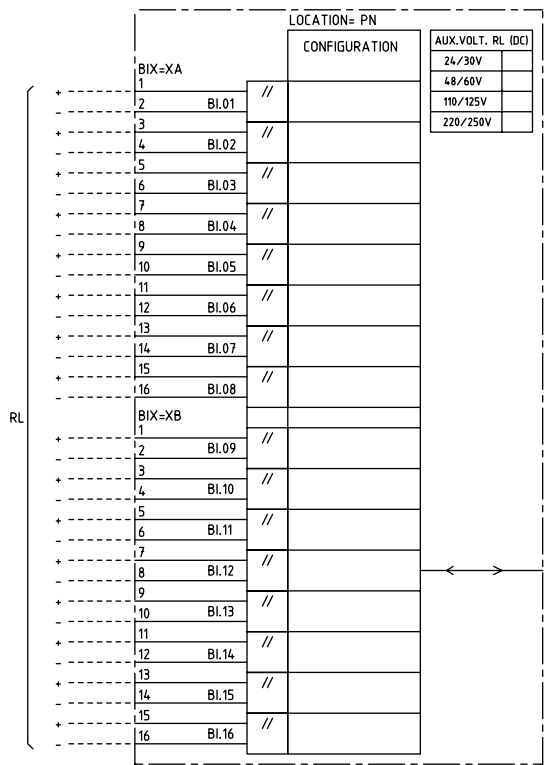 LOCATION= PN
CONFIGURATION
AUX.VOLT. RL (DC)
24/30V
48/60V
110/125V
220/250V
BIX=XA
+ 1
- 2 BI.01 //
+ 3
- 4 BI.02 //
+ 5
- 6 BI.03 //
+ 7
- 8 BI.04 //
+ 9
- 10 BI.05 //
+ 11
- 12 BI.06 //
+ 13
- 14 BI.07 //
+ 15
- 16 BI.08 //
RL
BIX=XB
+ 1
- 2 BI.09 //
+ 3
- 4 BI.10 //
+ 5
- 6 BI.11 //
+ 7
- 8 BI.12 //
+ 9
- 10 BI.13 //
+ 11
- 12 BI.14 //
+ 13
- 14 BI.15 //
+ 15
- 16 BI.16 //